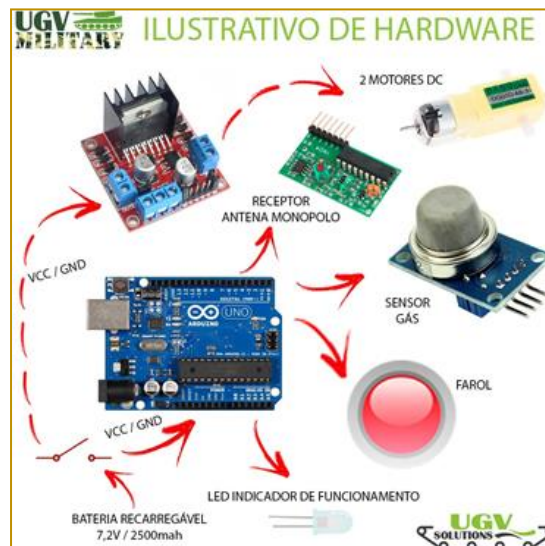 UGV
MILITARY
ILUSTRATIVO DE HARDWARE
2 MOTORES DC
RECEPTOR
ANTENA MONOPOLO
VCC / GND
SENSOR
GÁS
ARDUINO
UNO
FAROL
VCC / GND
LED INDICADOR DE FUNCIONAMENTO
BATERIA RECARREGÁVEL
7,2V / 2500mah
UGV
SOLUTIONS